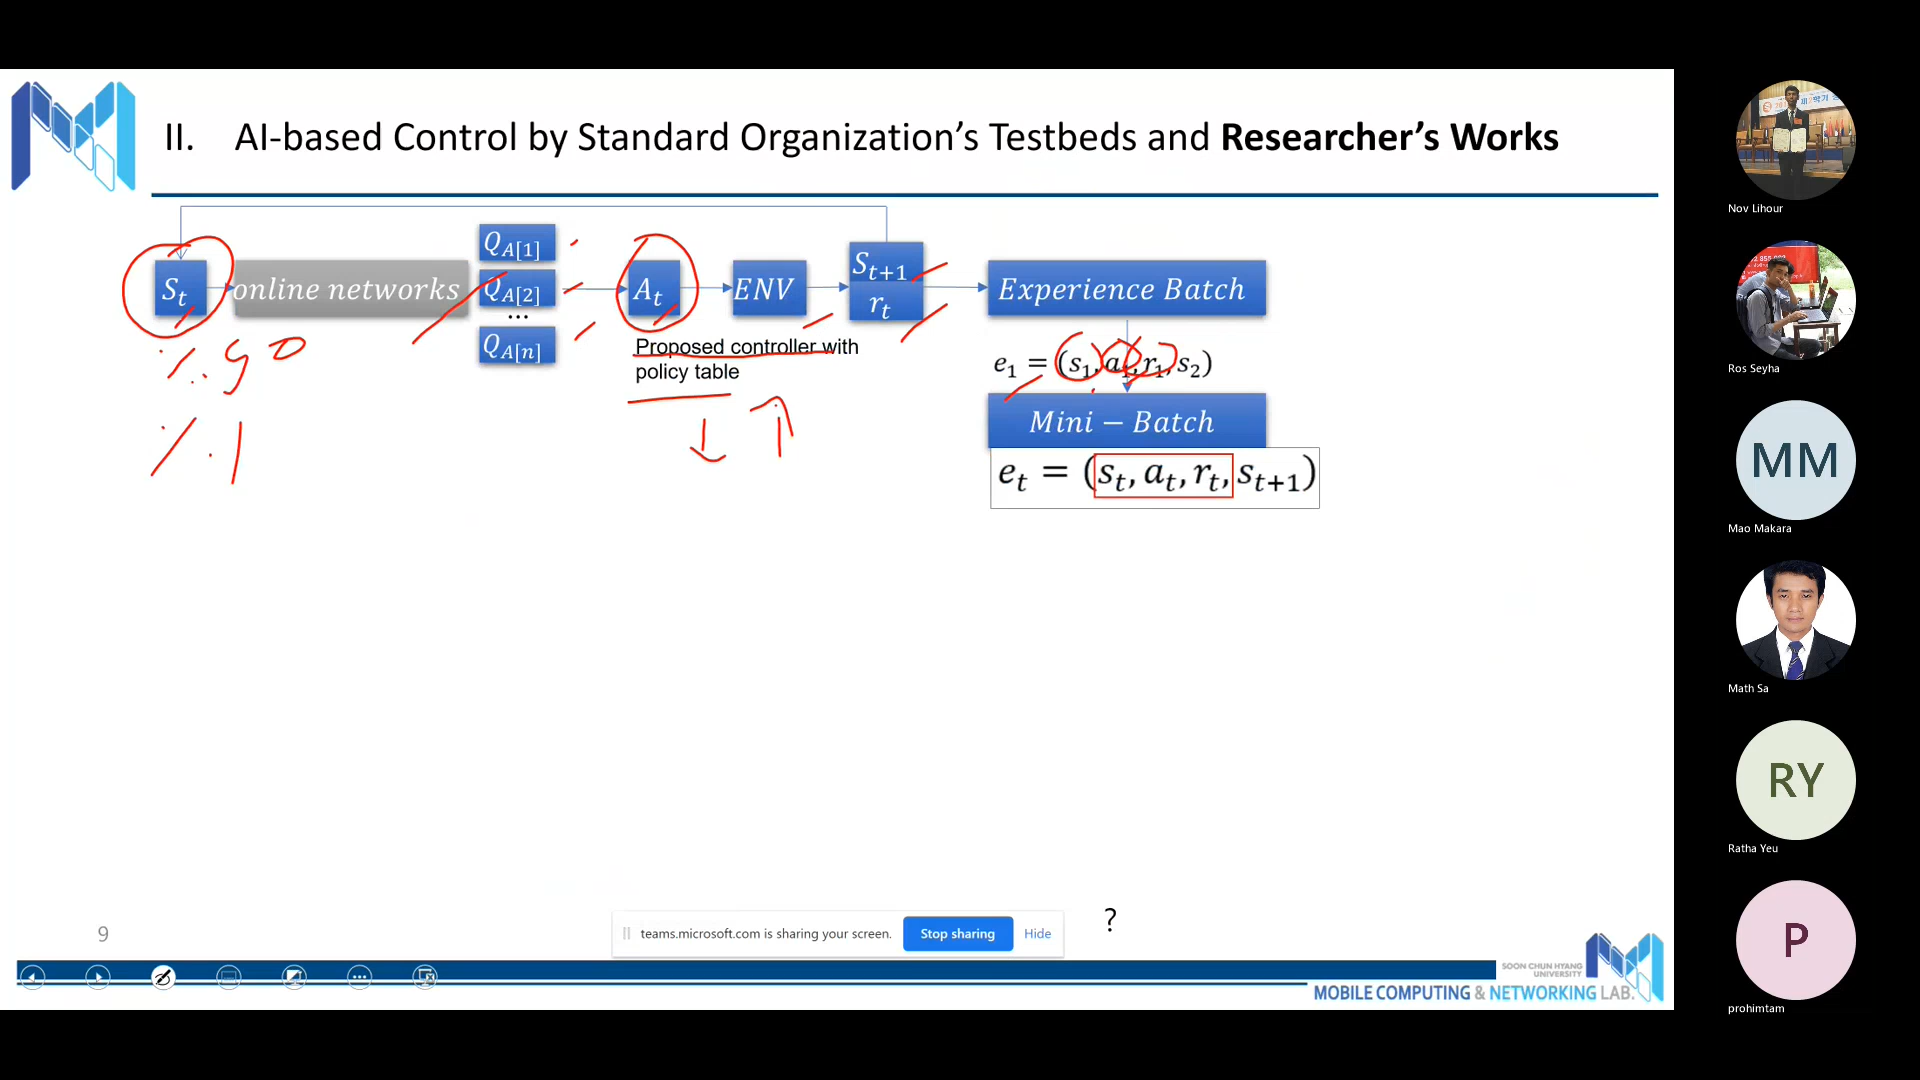 II. AI-based Control by Standard Organization’s Testbeds and Researcher’s Works
S_t
online networks
Q_A[1]
Q_A[2]
...
Q_A[n]
A_t
ENV
S_{t+1}
r_t
Experience Batch
Proposed controller with
policy table
e_1 = (s_1, a_1, r_1, s_2)
Mini − Batch
e_t = (s_t, a_t, r_t, s_{t+1})
?
9
teams.microsoft.com is sharing your screen.
Stop sharing
Hide
SOON CHUN HYANG
UNIVERSITY
MOBILE COMPUTING & NETWORKING LAB.
Nov Lihour
Ros Seyha
MM
Mao Makara
Math Sa
RY
Ratha Yeu
P
prohimtam